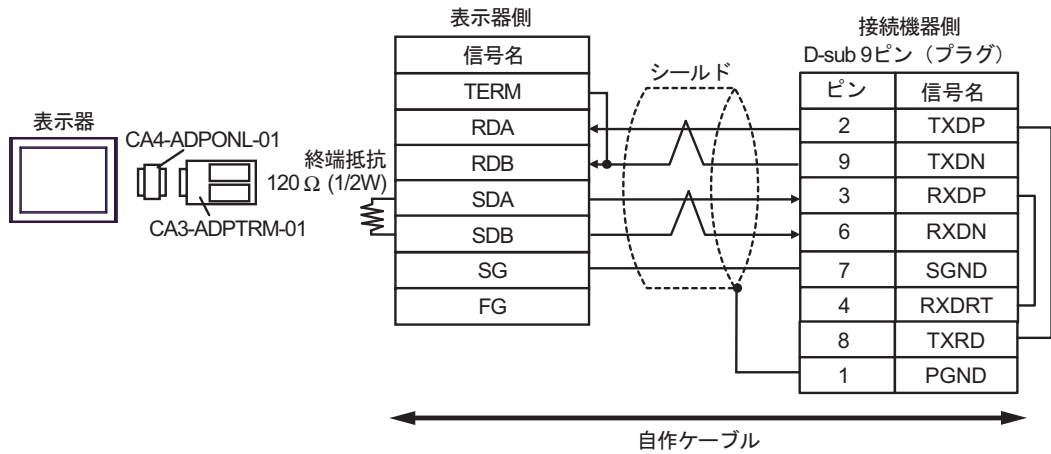 表示器側
接続機器側
D-sub 9ピン（プラグ）
信号名
TERM
RDA
RDB
SDA
SDB
SG
FG
シールド
ピン 信号名
2 TXDP
9 TXDN
3 RXDP
6 RXDN
7 SGND
4 RXDRT
8 TXRD
1 PGND
表示器
CA4-ADPONL-01
CA3-ADPTRM-01
終端抵抗
120 Ω (1/2W)
自作ケーブル